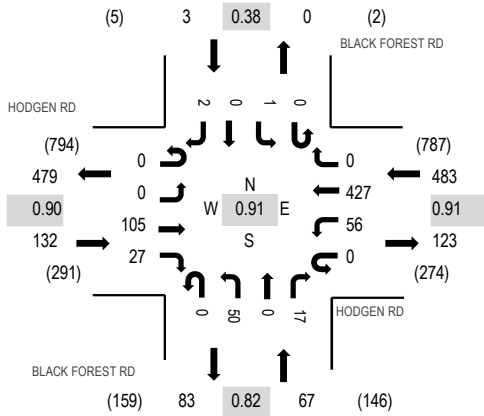 (5) 3 0.38 0 (2)
BLACK FOREST RD
HODGEN RD
2 0 1 0
(794) (787)
0 0
479 483
N
0 427
0.90 W 0.91 E 0.91
105 56
132 123
S
27 0
(291) (274)
0 50 0 17
HODGEN RD
BLACK FOREST RD
(159) 83 0.82 67 (146)